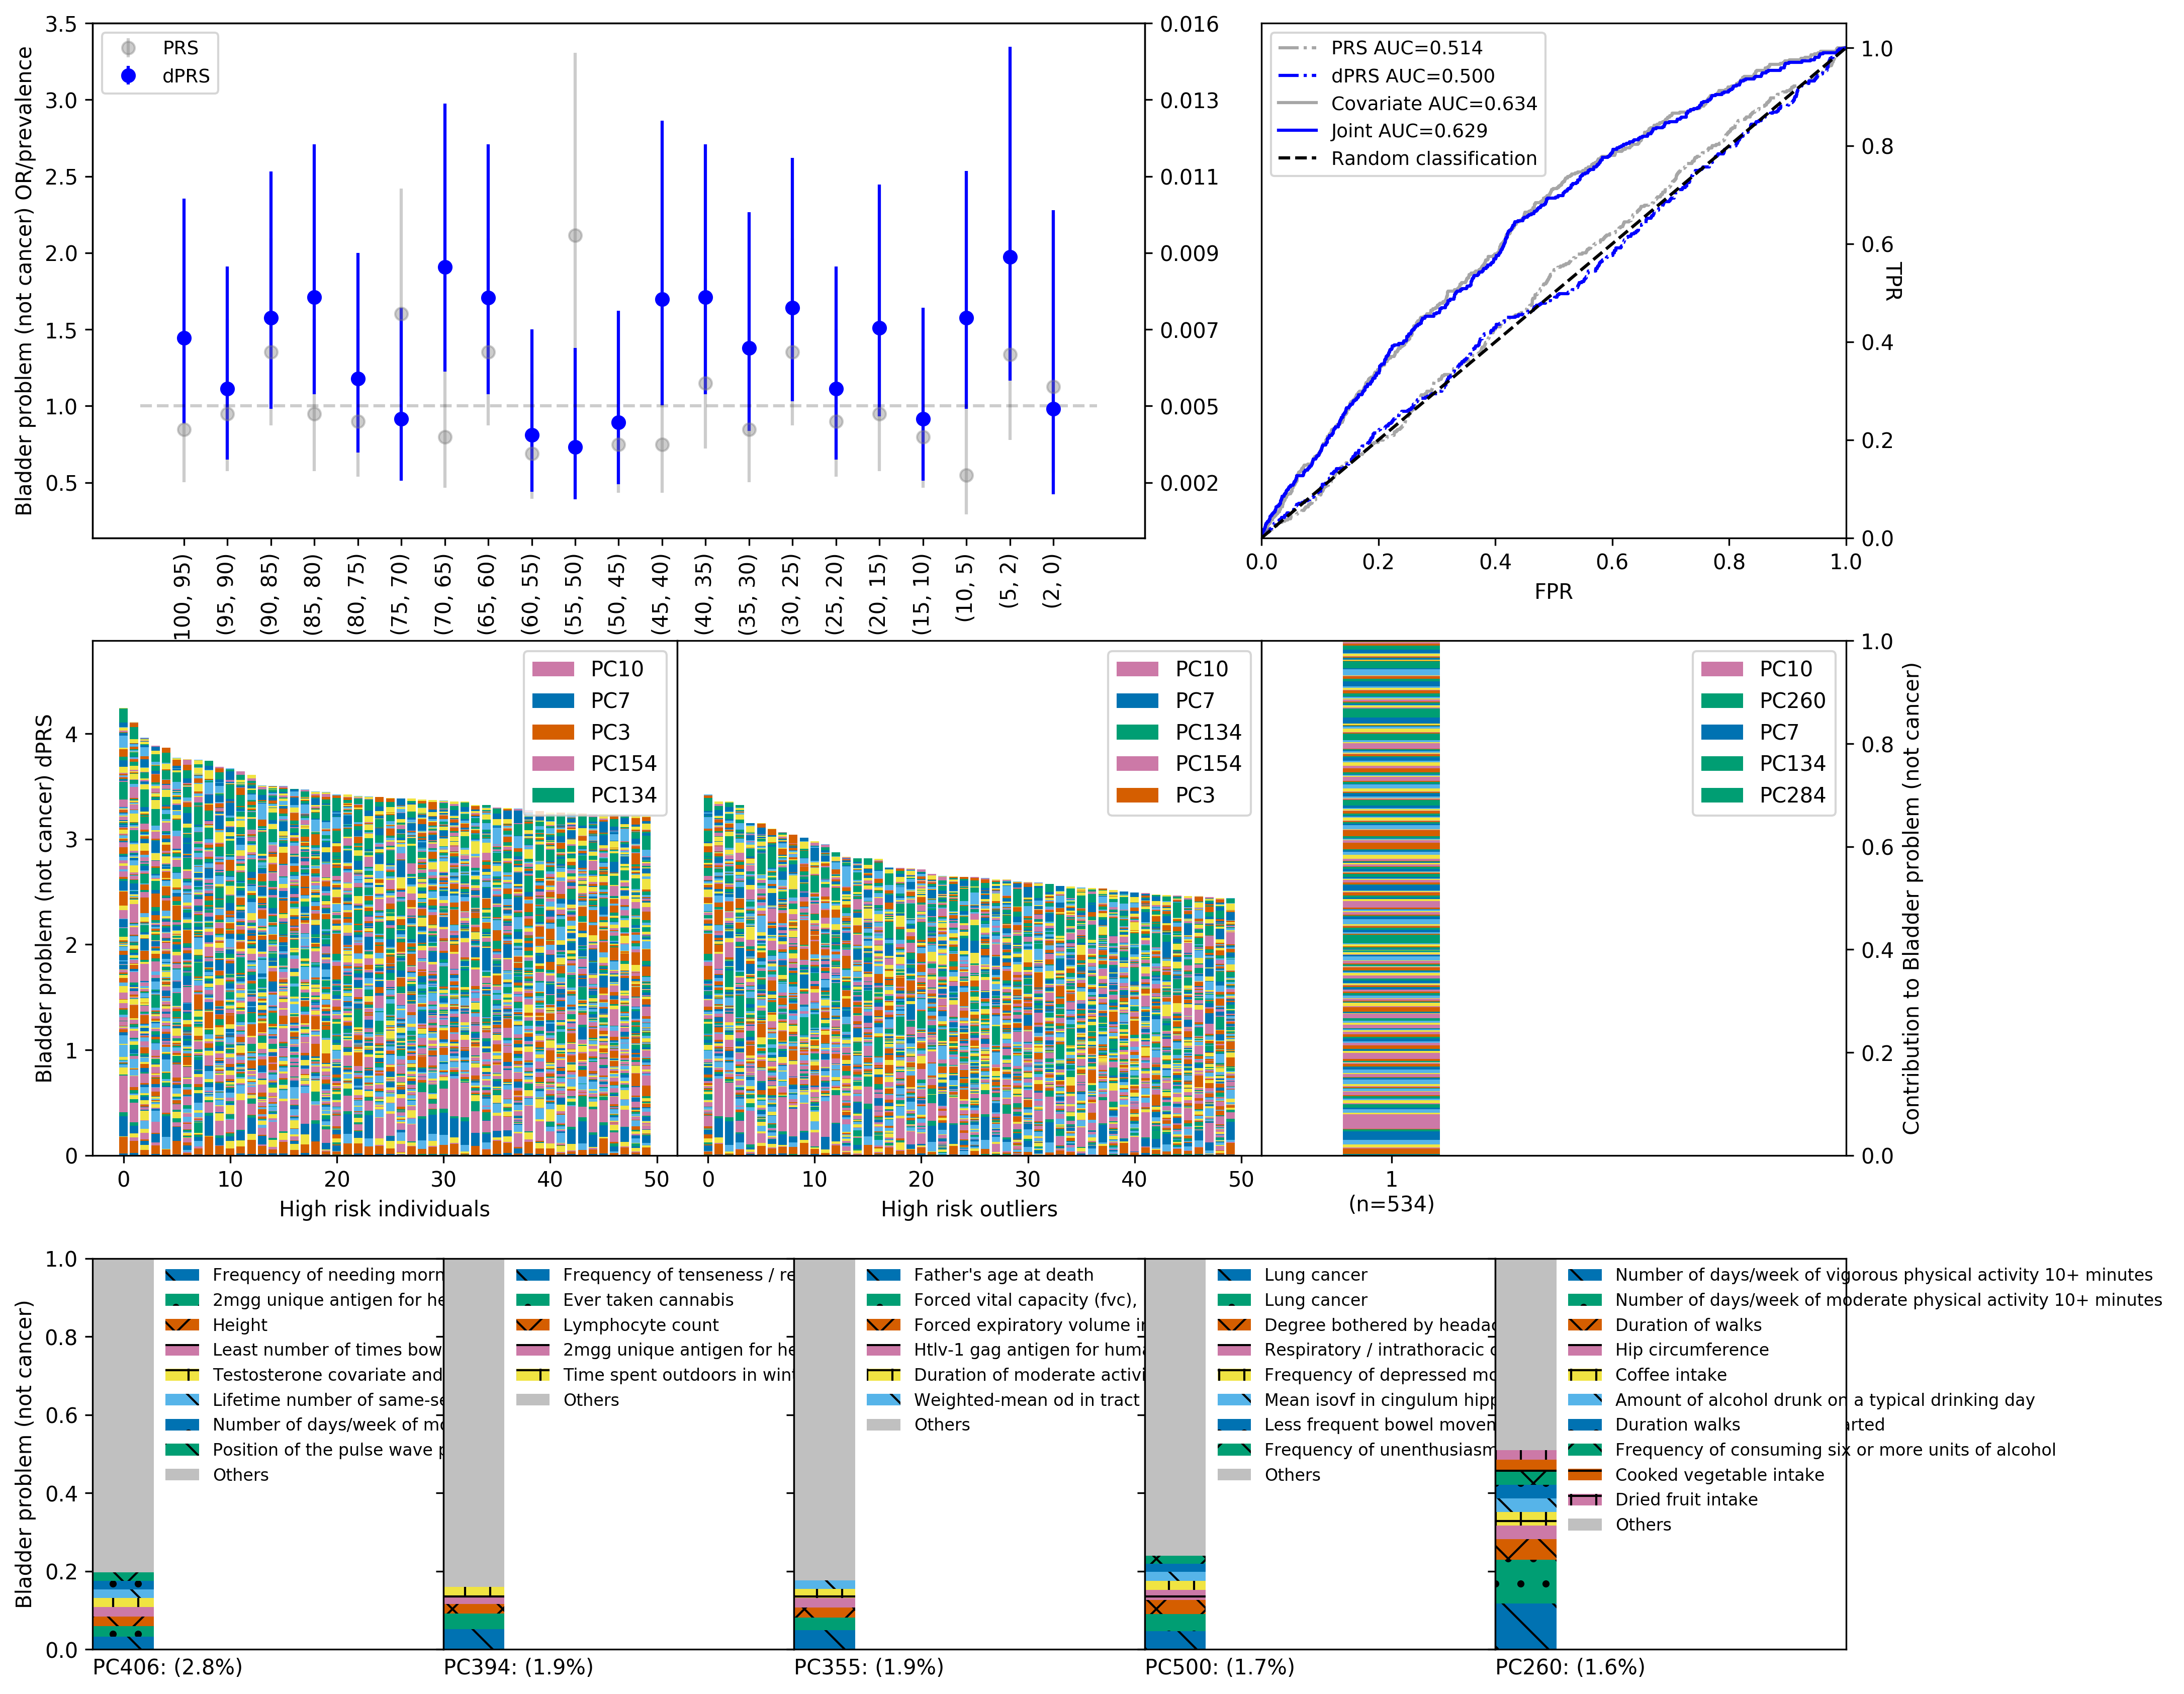 Bladder problem (not cancer) OR/prevalence
3.5
3.0
2.5
2.0
1.5
1.0
0.5
PRS
dPRS
0.016
0.013
0.011
0.009
0.007
0.005
0.002
100, 95)
(95, 90)
(90, 85)
(85, 80)
(80, 75)
(75, 70)
(70, 65)
(65, 60)
(60, 55)
(55, 50)
(50, 45)
(45, 40)
(40, 35)
(35, 30)
(30, 25)
(25, 20)
(20, 15)
(15, 10)
(10, 5)
(5, 2)
(2, 0)
PRS AUC=0.514
dPRS AUC=0.500
Covariate AUC=0.634
Joint AUC=0.629
Random classification
1.0
0.8
0.6
0.4
0.2
0.0
TPR
0.0
0.2
0.4
0.6
0.8
1.0
FPR
Bladder problem (not cancer) dPRS
4
3
2
1
0
PC10
PC7
PC3
PC154
PC134
0
10
20
30
40
50
High risk individuals
PC10
PC7
PC134
PC154
PC3
0
10
20
30
40
50
High risk outliers
PC10
PC260
PC7
PC134
PC284
1
(n=534)
1.0
0.8
0.6
0.4
0.2
0.0
Contribution to Bladder problem (not cancer)
Bladder problem (not cancer)
1.0
0.8
0.6
0.4
0.2
0.0
Frequency of needing morn
2mgg unique antigen for he
Height
Least number of times bow
Testosterone covariate and
Lifetime number of same-se
Number of days/week of mo
Position of the pulse wave p
Others
PC406: (2.8%)
Frequency of tenseness / re
Ever taken cannabis
Lymphocyte count
2mgg unique antigen for he
Time spent outdoors in wint
Others
PC394: (1.9%)
Father's age at death
Forced vital capacity (fvc),
Forced expiratory volume in
Htlv-1 gag antigen for huma
Duration of moderate activi
Weighted-mean od in tract
Others
PC355: (1.9%)
Lung cancer
Lung cancer
Degree bothered by headac
Respiratory / intrathoracic c
Frequency of depressed mo
Mean isovf in cingulum hipp
Less frequent bowel movem
Frequency of unenthusiasm
Others
PC500: (1.7%)
Number of days/week of vigorous physical activity 10+ minutes
Number of days/week of moderate physical activity 10+ minutes
Duration of walks
Hip circumference
Coffee intake
Amount of alcohol drunk on a typical drinking day
Duration walks
arted
Frequency of consuming six or more units of alcohol
Cooked vegetable intake
Dried fruit intake
Others
PC260: (1.6%)